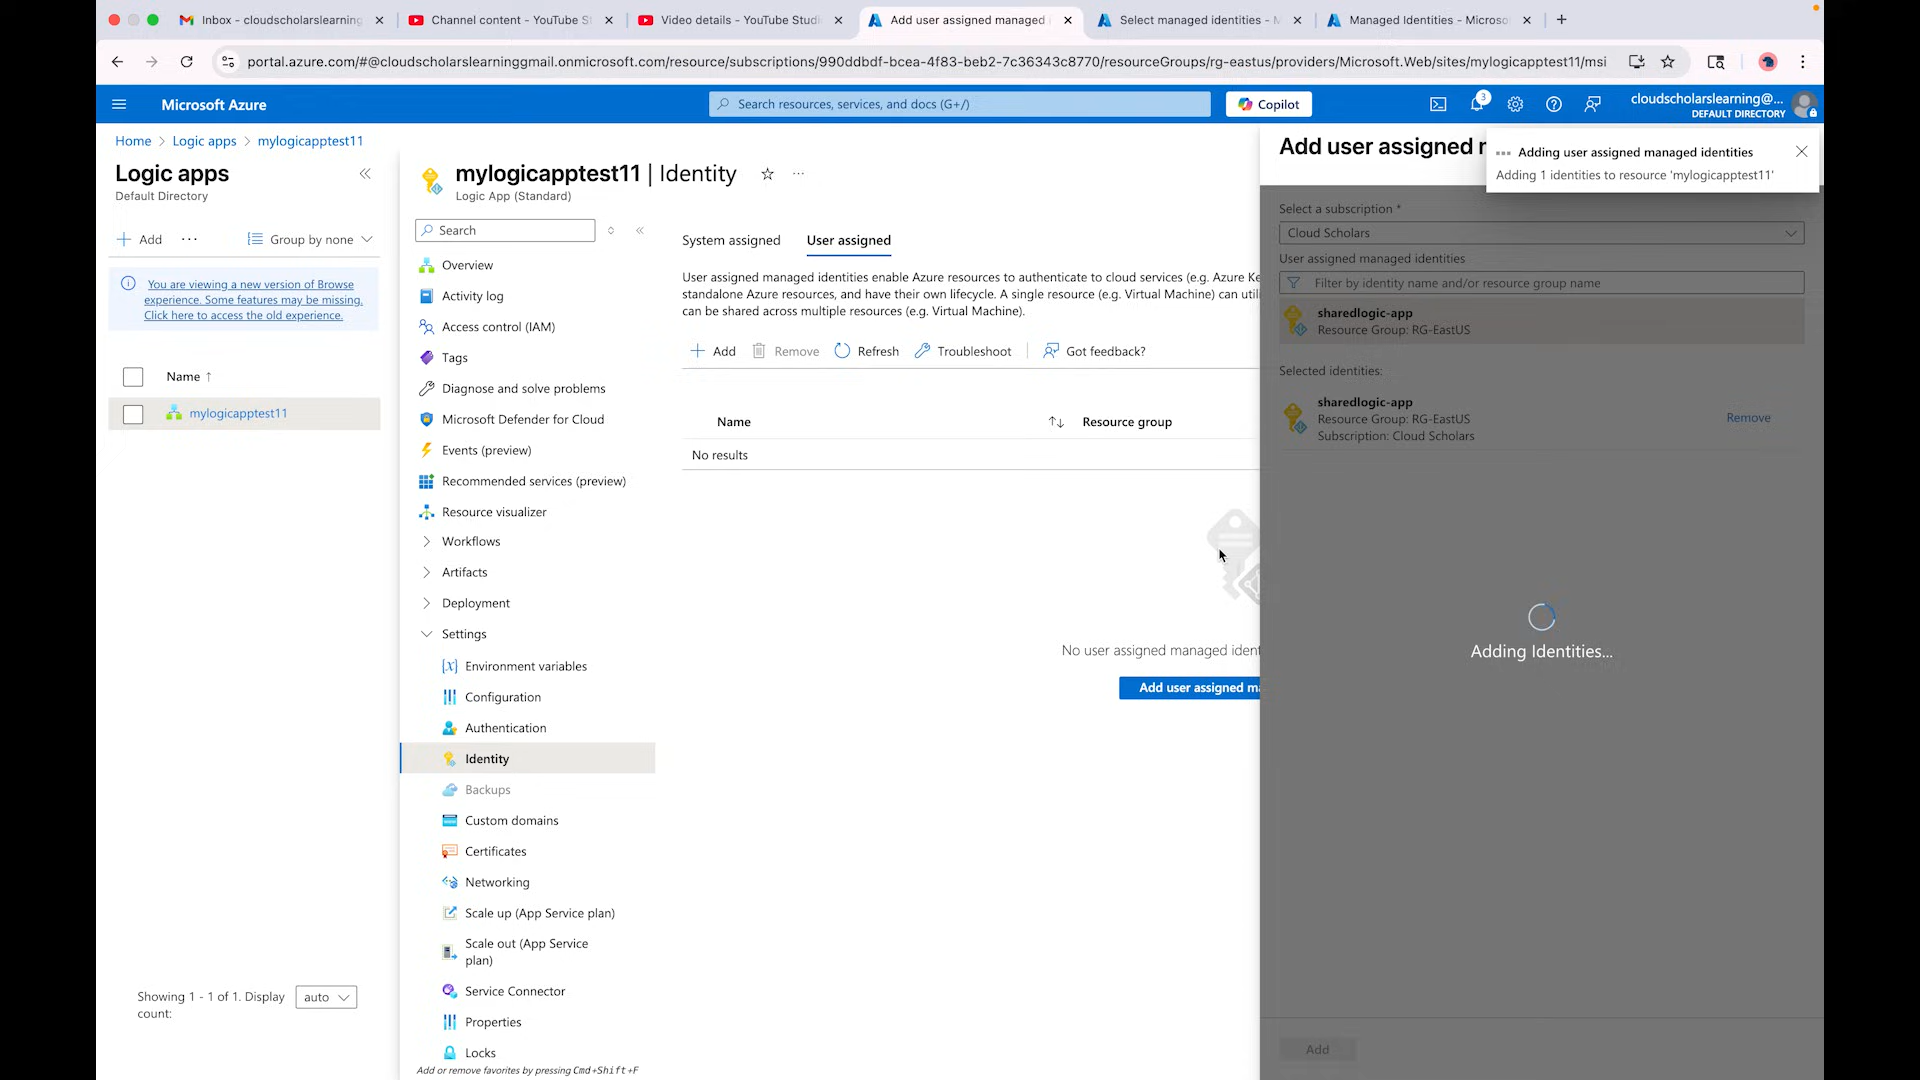 Inbox - cloudscholarslearning
Channel content - YouTube St
Video details - YouTube Studi
Add user assigned managed
Select managed identities - M
Managed Identities - Microso
portal.azure.com/#@cloudscholarslearninggmail.onmicrosoft.com/resource/subscriptions/990ddbdf-bcea-4f83-beb2-7c36343c8770/resourceGroups/rg-eastus/providers/Microsoft.Web/sites/mylogicapptest11/msi
Microsoft Azure
Search resources, services, and docs (G+/)
Copilot
3
cloudscholarslearning@...
DEFAULT DIRECTORY
Home > Logic apps > mylogicapptest11
Logic apps
Default Directory
Add
Group by none
You are viewing a new version of Browse
experience. Some features may be missing.
Click here to access the old experience.
Name ↑
mylogicapptest11
Showing 1 - 1 of 1. Display
count:
auto
mylogicapptest11 | Identity
Logic App (Standard)
Search
Overview
Activity log
Access control (IAM)
Tags
Diagnose and solve problems
Microsoft Defender for Cloud
Events (preview)
Recommended services (preview)
Resource visualizer
Workflows
Artifacts
Deployment
Settings
Environment variables
Configuration
Authentication
Identity
Backups
Custom domains
Certificates
Networking
Scale up (App Service plan)
Scale out (App Service
plan)
Service Connector
Properties
Locks
Add or remove favorites by pressing Cmd+Shift+F
System assigned
User assigned
User assigned managed identities enable Azure resources to authenticate to cloud services (e.g. Azure Ke
standalone Azure resources, and have their own lifecycle. A single resource (e.g. Virtual Machine) can util
can be shared across multiple resources (e.g. Virtual Machine).
Add
Remove
Refresh
Troubleshoot
Got feedback?
Name
Resource group
No results
No user assigned managed ident
Add user assigned ma
Add user assigned m
Adding user assigned managed identities
Adding 1 identities to resource 'mylogicapptest11'
Select a subscription *
Cloud Scholars
User assigned managed identities
Filter by identity name and/or resource group name
sharedlogic-app
Resource Group: RG-EastUS
Selected identities:
sharedlogic-app
Resource Group: RG-EastUS
Subscription: Cloud Scholars
Remove
Adding Identities...
Add